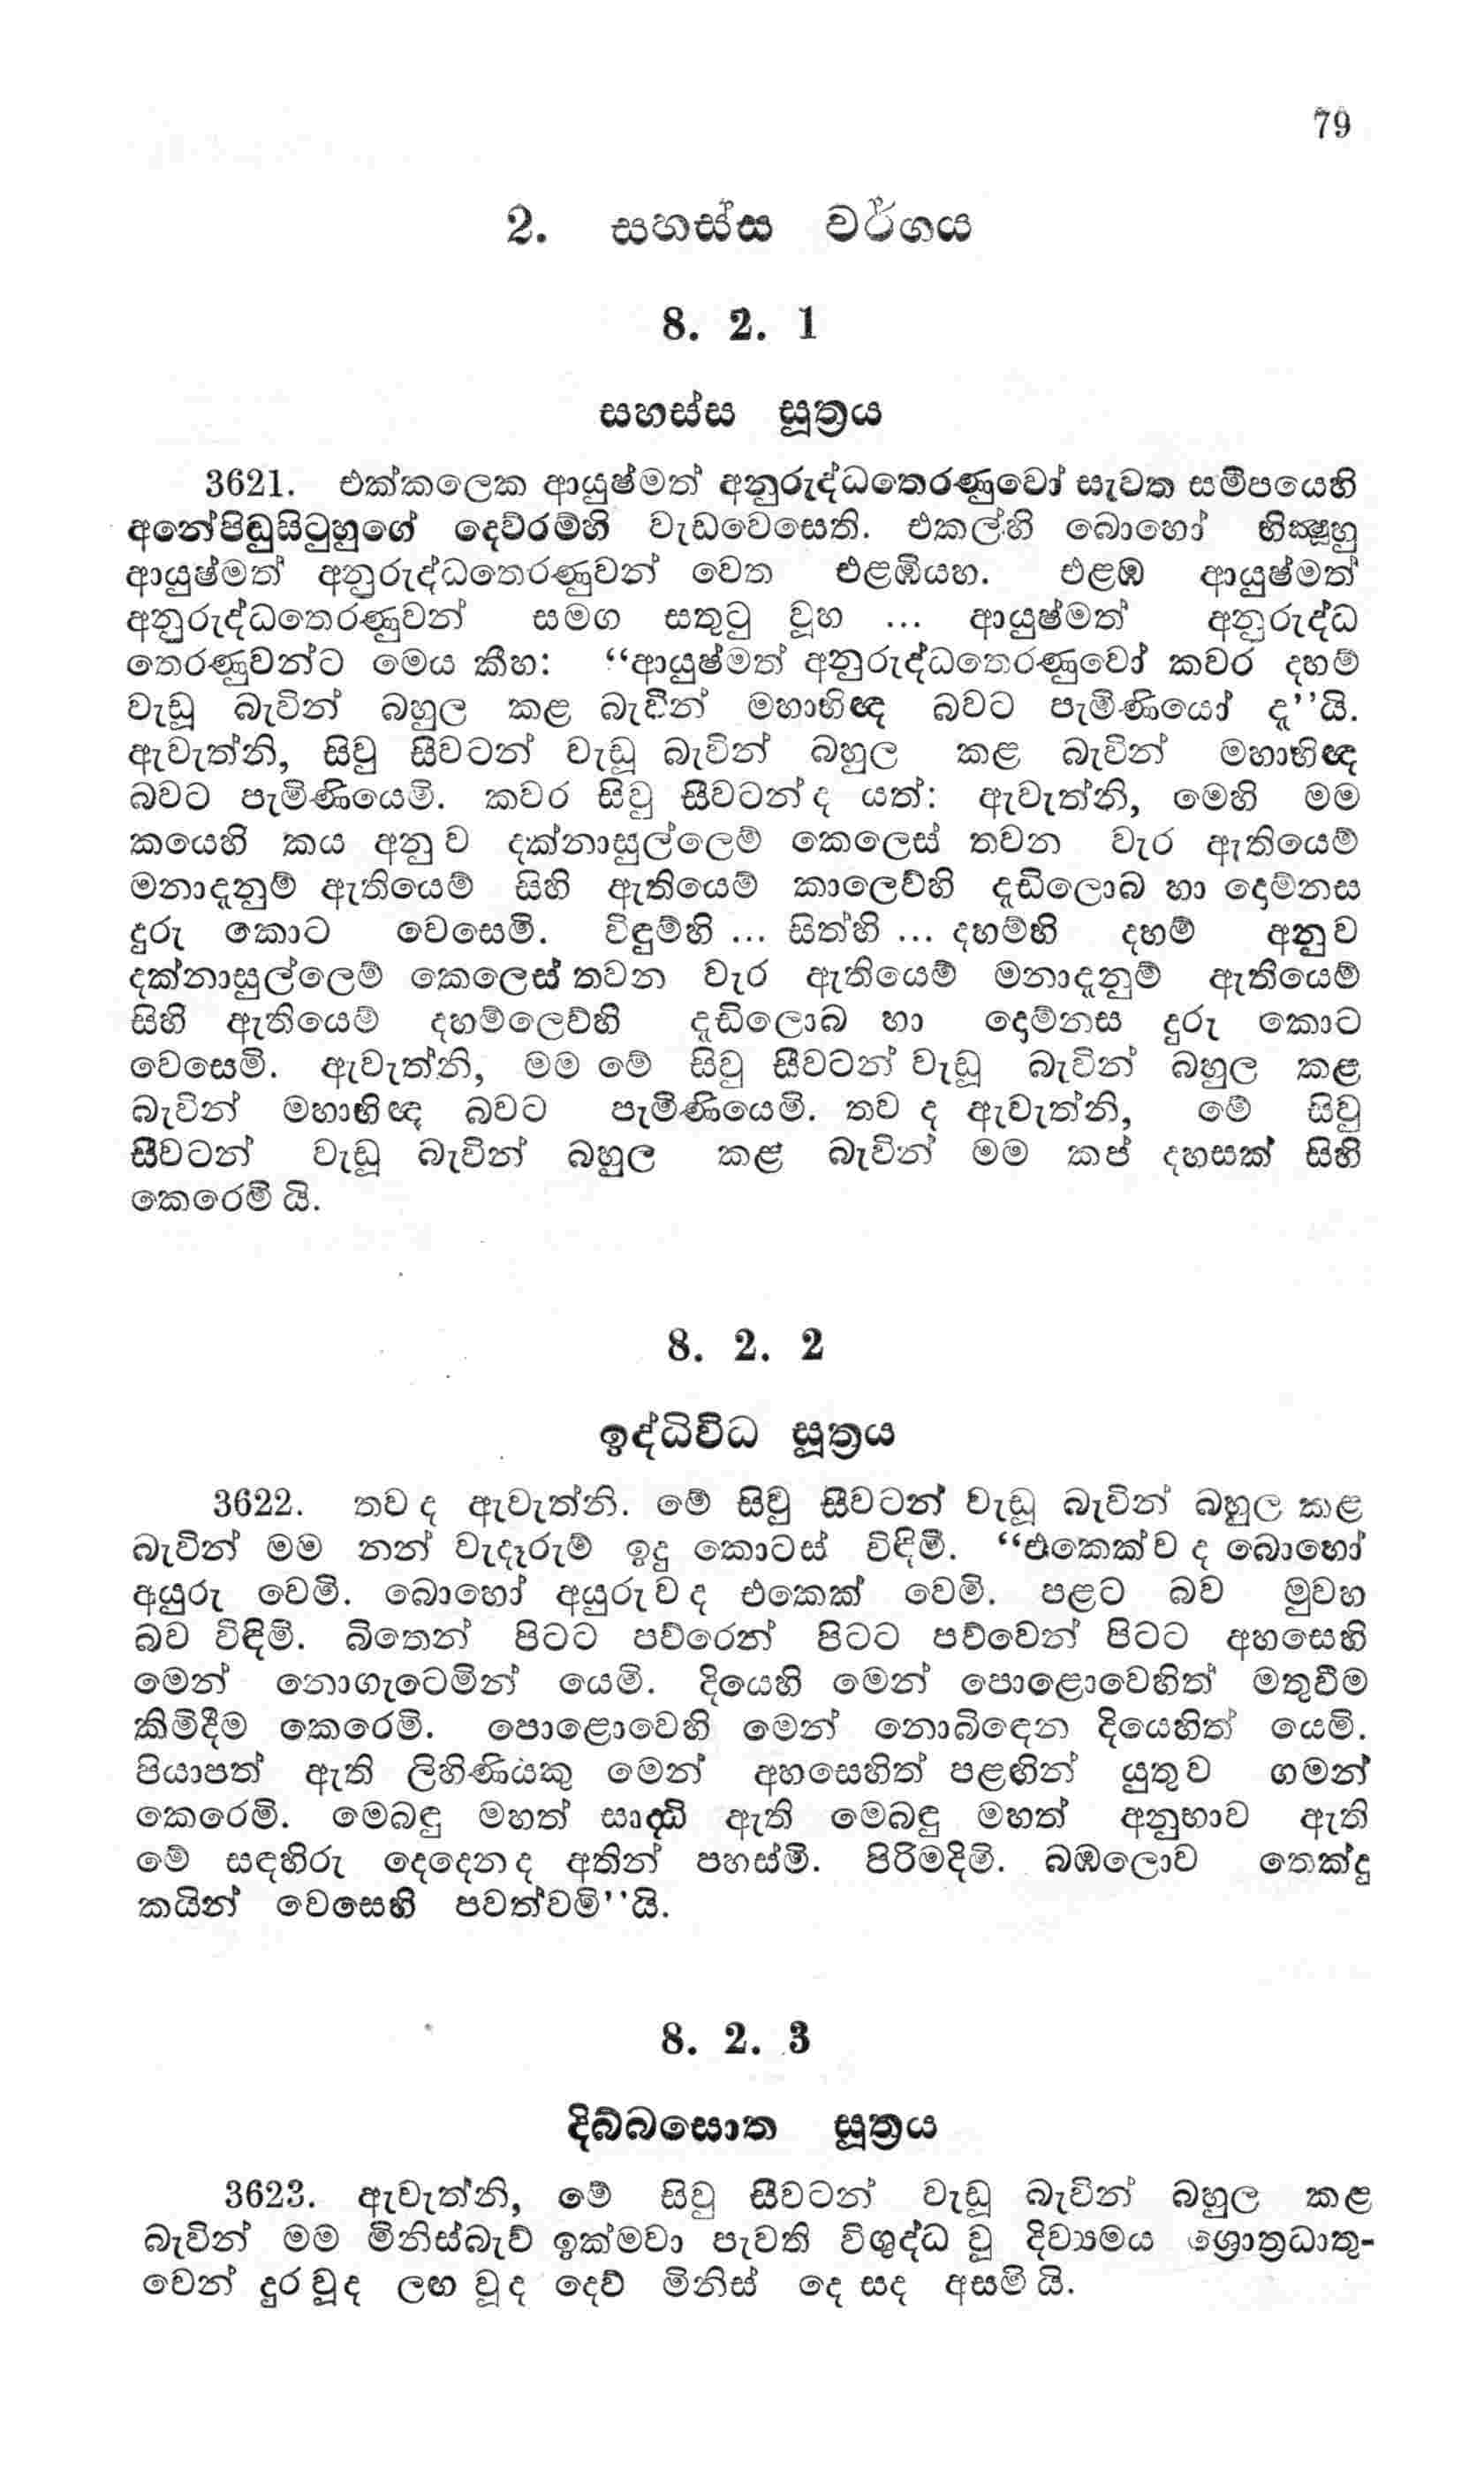 79
2. සහස්ස වර්ගය
8. 2. 1
සහස්ස සූත්‍රය
3621. එක්කලෙක ආයුෂ්මත් අනුරුද්ධතෙරණුවෝ සැවත සමීපයෙහි
අනේපිඬුසිටුහුගේ දෙව්රම්හි වැඩවෙසෙති. එකල්හි බොහෝ භික්‍ෂූහු
ආයුෂ්මත් අනුරුද්ධතෙරණුවන් වෙත එළඹියහ. එළඹ ආයුෂ්මත්
අනුරුද්ධතෙරණුවන් සමග සතුටු වූහ ... ආයුෂ්මත් අනුරුද්ධ
තෙරණුවන්ට මෙය කීහ: “ආයුෂ්මත් අනුරුද්ධතෙරණුවෝ කවර දහම්
වැඩූ බැවින් බහුල කළ බැවින් මහාභිඥ බවට පැමිණියෝ ද”යි.
ඇවැත්නි, සිවු සීවටන් වැඩූ බැවින් බහුල කළ බැවින් මහාභිඥ
බවට පැමිණියෙමි. කවර සිවු සීවටන් ද යත්: ඇවැත්නි, මෙහි මම
කයෙහි කය අනු ව දක්නාසුල්ලෙම් කෙලෙස් තවන වැර ඇතියෙම්
මනාදැනුම් ඇතියෙම් සිහි ඇතියෙම් කාලෙව්හි දැඩිලොබ හා දොම්නස
දුරු කොට වෙසෙමි. විඳුම්හි ... සිත්හි ... දහම්හි දහම් අනුව
දක්නාසුල්ලෙම් කෙලෙස් තවන වැර ඇතියෙම් මනාදැනුම් ඇතියෙම්
සිහි ඇතියෙම් දහම්ලෙව්හි දැඩිලොබ හා දොම්නස දුරු කොට
වෙසෙමි. ඇවැත්නි, මම මේ සිවු සීවටන් වැඩූ බැවින් බහුල කළ
බැවින් මහාභිඥ බවට පැමිණියෙමි. තව ද ඇවැත්නි, මේ සිවු
සීවටන් වැඩූ බැවින් බහුල කළ බැවින් මම කප් දහසක් සිහි
කෙරෙමි යි.
8. 2. 2
ඉද්ධිවිධ සූත්‍රය
3622. තව ද ඇවැත්නි. මේ සිවු සීවටන් වැඩූ බැවින් බහුල කළ
බැවින් මම නන් වැදෑරුම් ඉදු කොටස් විඳිමි. “එකෙක්ව ද බොහෝ
අයුරු වෙමි. බොහෝ අයුරු ව ද එකෙක් වෙමි. පළට බව මුවහ
බව විඳිමි. බිතෙන් පිටට පව්රෙන් පිටට පව්වෙන් පිටට අහසෙහි
මෙන් නොගැටෙමින් යෙමි. දියෙහි මෙන් පොළොවෙහිත් මතුවීම
කිමිදීම කෙරෙමි. පොළොවෙහි මෙන් නොබිඳෙන දියෙහිත් යෙමි.
පියාපත් ඇති ලිහිණියකු මෙන් අහසෙහිත් පළඟින් යුතුව ගමන්
කෙරෙමි. මෙබඳු මහත් සෘද්ධි ඇති මෙබඳු මහත් අනුභාව ඇති
මේ සඳහිරු දෙදෙන ද අතින් පහස්මි. පිරිමදිමි. බඹලොව තෙක්දු
කයින් වෙසෙහි පවත්වමි”යි.
8. 2. 3
දිබ්බසොත සූත්‍රය
3623. ඇවැත්නි, මේ සිවු සීවටන් වැඩූ බැවින් බහුල කළ
බැවින් මම මිනිස්බැව් ඉක්මවා පැවති විශුද්ධ වූ දිව්‍යමය ශ්‍රොත්‍රධාතු-
වෙන් දුර වූ ද ලඟ වූ ද දෙව් මිනිස් දෙ සද අසමි යි.